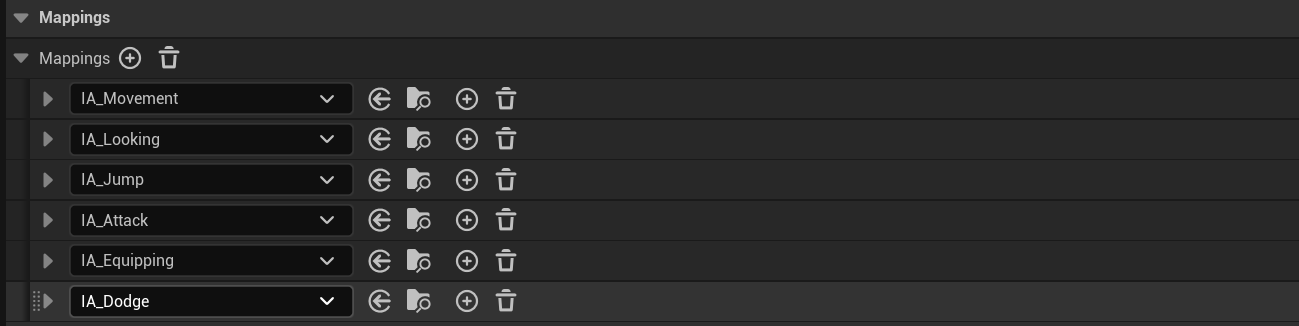 Mappings
Mappings
IA_Movement
IA_Looking
IA_Jump
IA_Attack
IA_Equipping
IA_Dodge